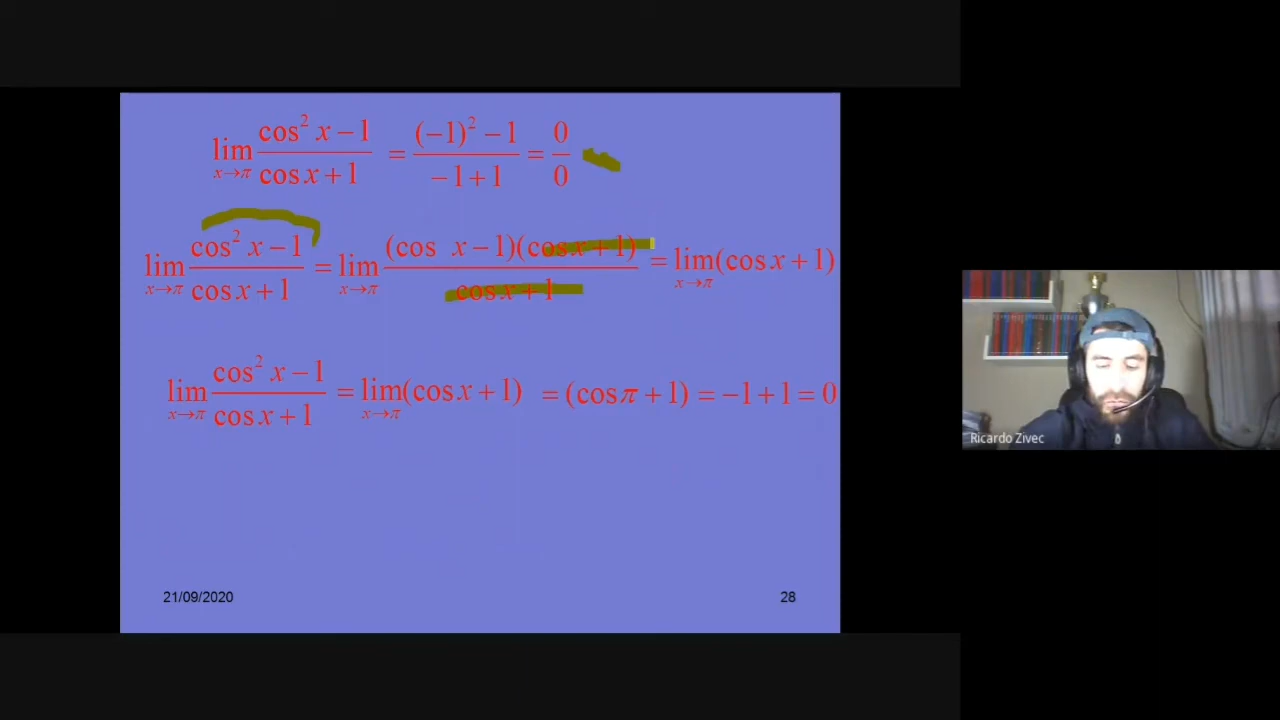 lim x→π (cos² x − 1)/(cos x + 1) = ((−1)² − 1)/(−1 + 1) = 0/0
lim x→π (cos² x − 1)/(cos x + 1) = lim x→π ((cos x − 1)(cos x + 1))/(cos x + 1) = lim x→π (cos x + 1)
lim x→π (cos² x − 1)/(cos x + 1) = lim x→π (cos x + 1) = (cos π + 1) = −1 + 1 = 0
Ricardo Zivec
21/09/2020
28